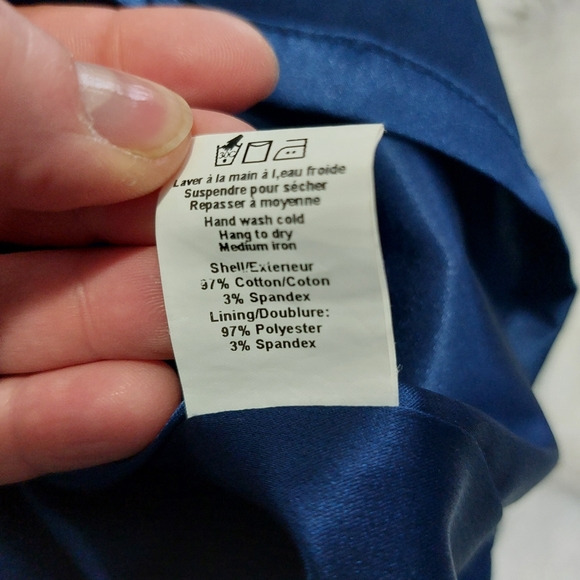 30C
Laver à la main à l,eau froide
Suspendre pour sécher
Repasser à moyenne
Hand wash cold
Hang to dry
Medium iron
Shell/Exterieur
97% Cotton/Coton
3% Spandex
Lining/Doublure:
97% Polyester
3% Spandex